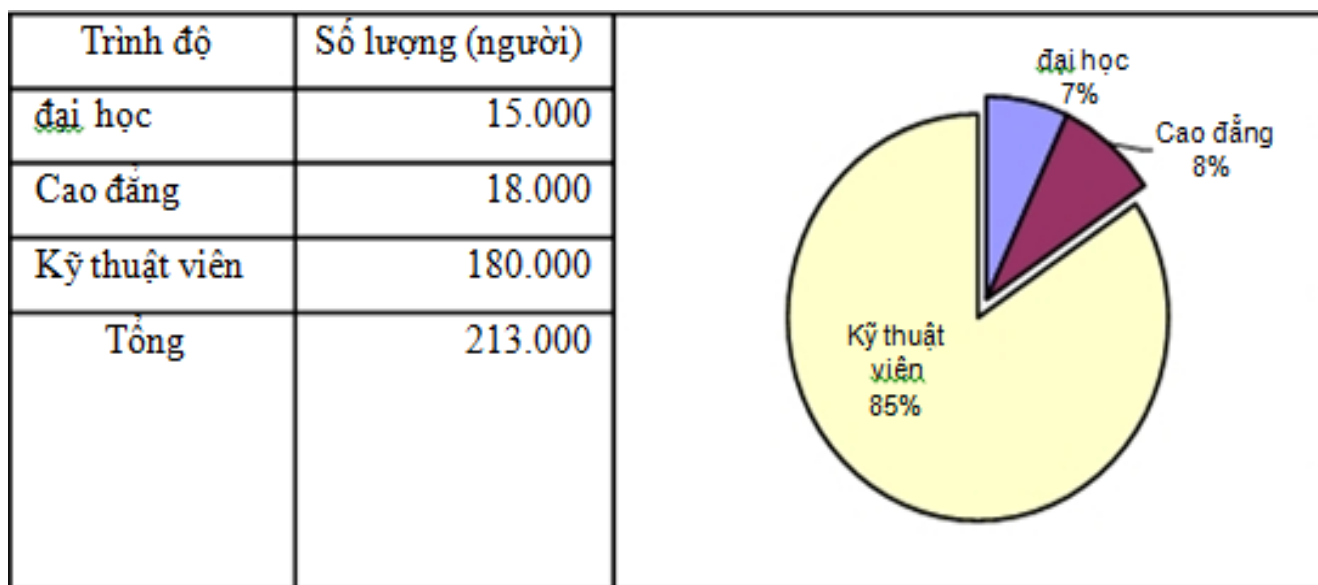 Trình độ Số lượng (người)
đại học 15.000
Cao đẳng 18.000
Kỹ thuật viên 180.000
Tổng 213.000
đại học
7%
Cao đẳng
8%
Kỹ thuật
viên
85%